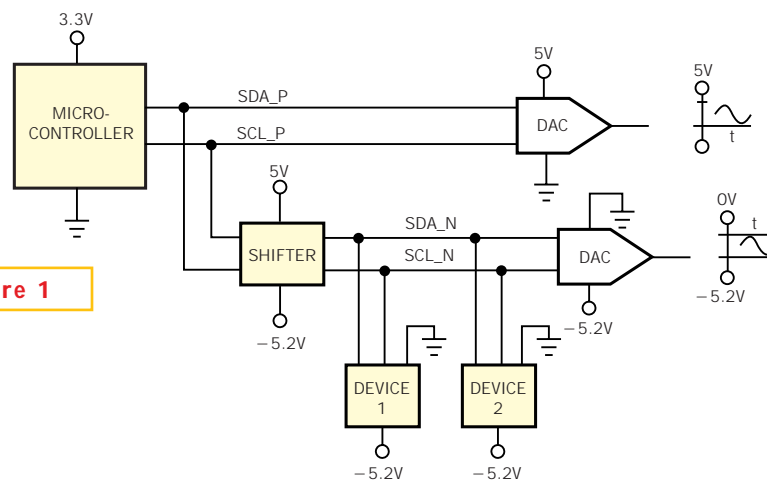 3.3V
MICRO-
CONTROLLER
SDA_P
SCL_P
5V
DAC
5V
t
5V
SHIFTER
−5.2V
SDA_N
SCL_N
DAC
−5.2V
0V
t
−5.2V
re 1
DEVICE
1
−5.2V
DEVICE
2
−5.2V